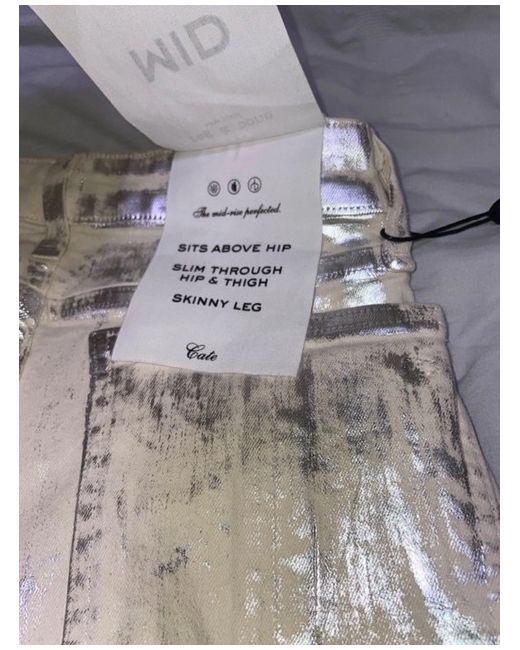 MID
The mid-rise perfected.
SITS ABOVE HIP
SLIM THROUGH
HIP & THIGH
SKINNY LEG
Cate